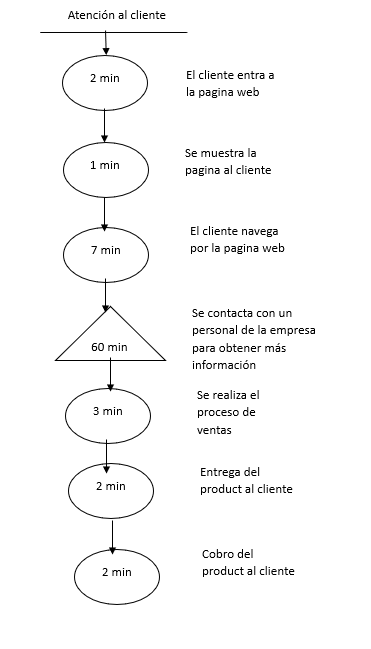 Atención al cliente
2 min
El cliente entra a
la pagina web
1 min
Se muestra la
pagina al cliente
7 min
El cliente navega
por la pagina web
60 min
Se contacta con un
personal de la empresa
para obtener más
información
3 min
Se realiza el
proceso de
ventas
2 min
Entrega del
product al cliente
2 min
Cobro del
product al cliente